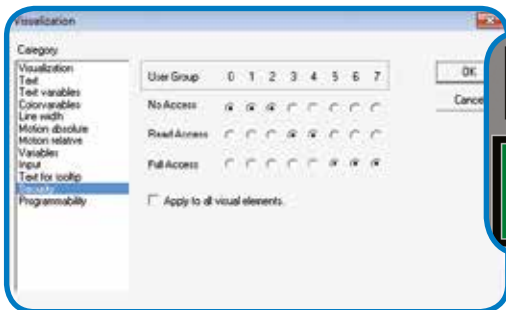 Visualization
Category
Visualization
Text
Text variables
Colorvariables
Line width
Motion absolute
Motion relative
Variables
Input
Text for tooltip
Security
Programmability
User Group 0 1 2 3 4 5 6 7
No Access
Read Access
Full Access
Apply to all visual elements.
OK
Cancel